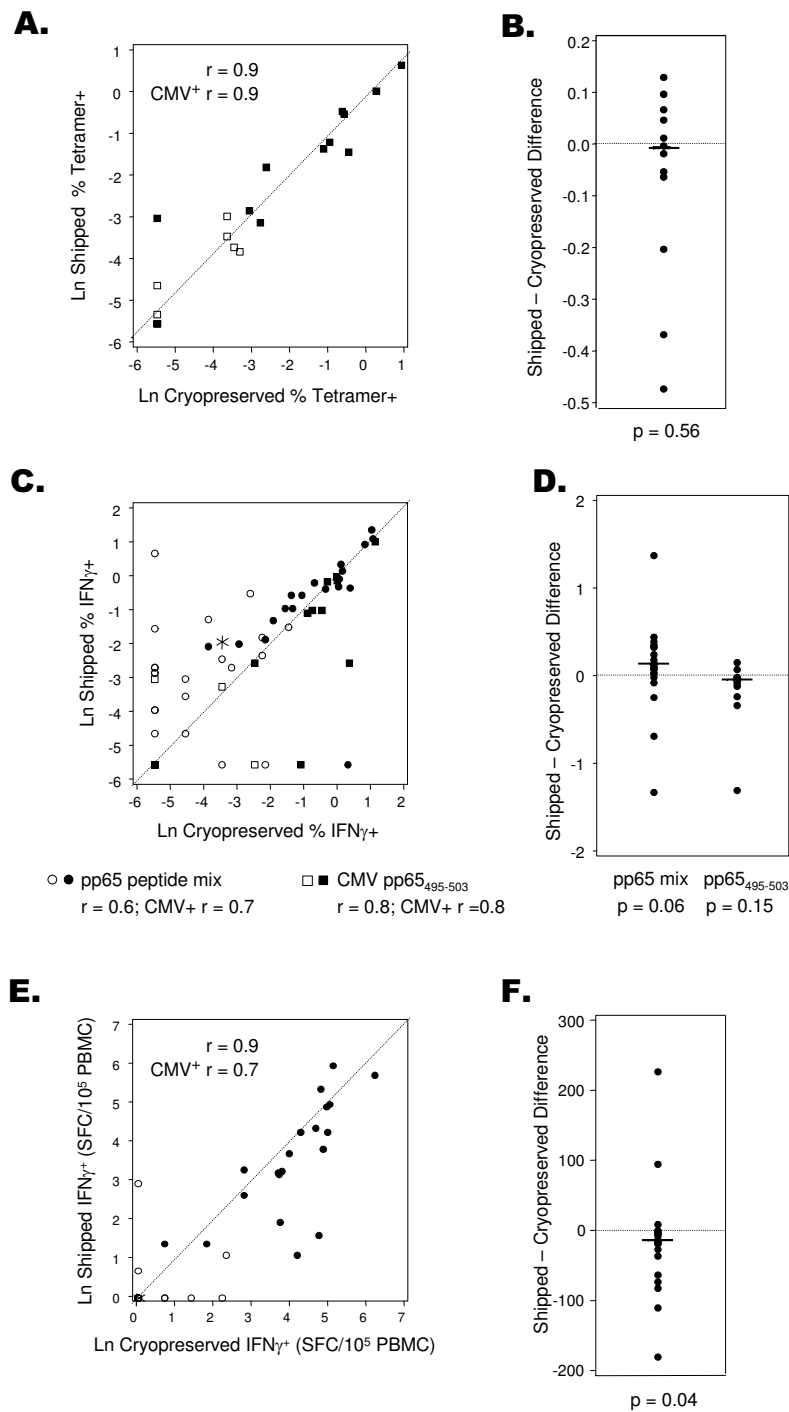 A.
r = 0.9
CMV⁺ r = 0.9
Ln Shipped % Tetramer+
1
0
-1
-2
-3
-4
-5
-6
-6 -5 -4 -3 -2 -1 0 1
Ln Cryopreserved % Tetramer+
B.
Shipped – Cryopreserved Difference
0.2
0.1
0.0
-0.1
-0.2
-0.3
-0.4
-0.5
p = 0.56
C.
Ln Shipped % IFNγ+
2
1
0
-1
-2
-3
-4
-5
-6
-6 -5 -4 -3 -2 -1 0 1 2
Ln Cryopreserved % IFNγ+
pp65 peptide mix
r = 0.6; CMV+ r = 0.7
CMV pp65₄₉₅₋₅₀₃
r = 0.8; CMV+ r =0.8
D.
Shipped – Cryopreserved Difference
2
1
0
-1
-2
pp65 mix pp65₄₉₅₋₅₀₃
p = 0.06 p = 0.15
E.
r = 0.9
CMV⁺ r = 0.7
Ln Shipped IFNγ⁺ (SFC/10⁵ PBMC)
7
6
5
4
3
2
1
0
0 1 2 3 4 5 6 7
Ln Cryopreserved IFNγ⁺ (SFC/10⁵ PBMC)
F.
Shipped – Cryopreserved Difference
300
200
100
0
-100
-200
p = 0.04